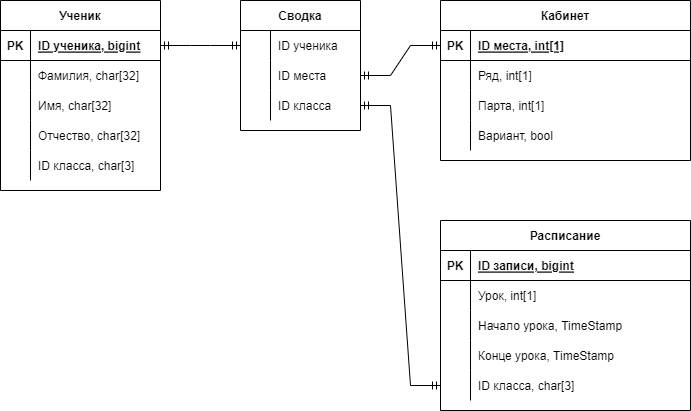 Ученик
PK ID ученика, bigint
Фамилия, char[32]
Имя, char[32]
Отчество, char[32]
ID класса, char[3]
Сводка
ID ученика
ID места
ID класса
Кабинет
PK ID места, int[1]
Ряд, int[1]
Парта, int[1]
Вариант, bool
Расписание
PK ID записи, bigint
Урок, int[1]
Начало урока, TimeStamp
Конце урока, TimeStamp
ID класса, char[3]